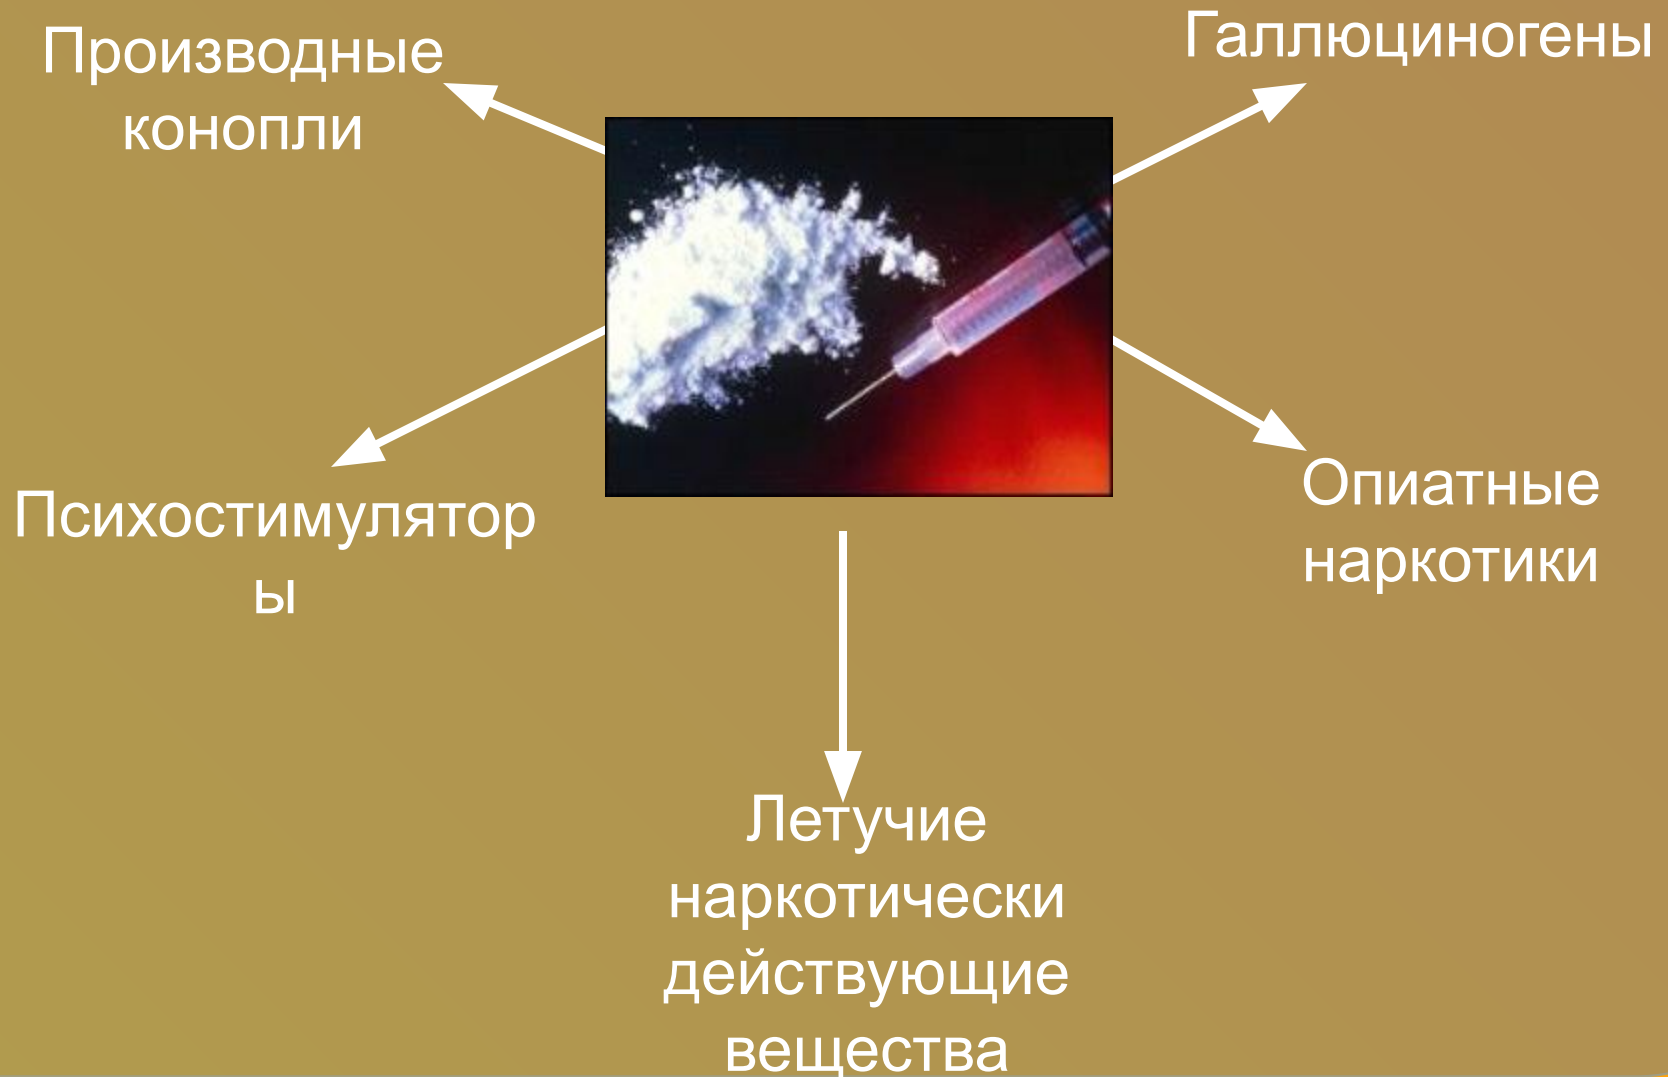 Производные
конопли
Галлюциногены
Психостимулятор
ы
Опиатные
наркотики
Летучие
наркотически
действующие
вещества